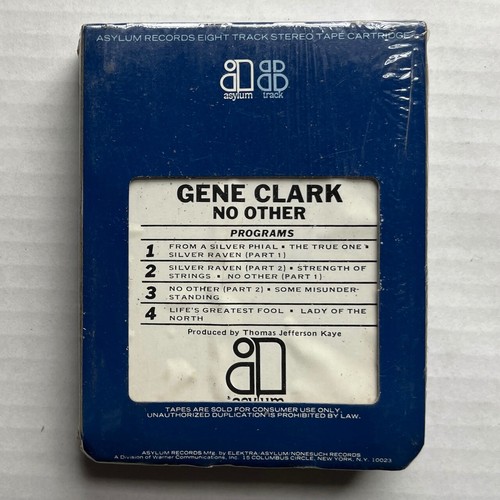 ASYLUM RECORDS EIGHT TRACK STEREO TAPE CARTRIDGE
asylum track
GENE CLARK
NO OTHER
PROGRAMS
1 FROM A SILVER PHIAL • THE TRUE ONE •
SILVER RAVEN (PART 1)
2 SILVER RAVEN (PART 2) • STRENGTH OF
STRINGS • NO OTHER (PART 1)
3 NO OTHER (PART 2) • SOME MISUNDER-
STANDING
4 LIFE'S GREATEST FOOL • LADY OF THE
NORTH
Produced by Thomas Jefferson Kaye
asylum
TAPES ARE SOLD FOR CONSUMER USE ONLY.
UNAUTHORIZED DUPLICATION IS PROHIBITED BY LAW.
ASYLUM RECORDS Mfg. by ELEKTRA/ASYLUM/NONESUCH RECORDS
A Division of Warner Communications, Inc. 15 COLUMBUS CIRCLE, NEW YORK, N.Y. 10023